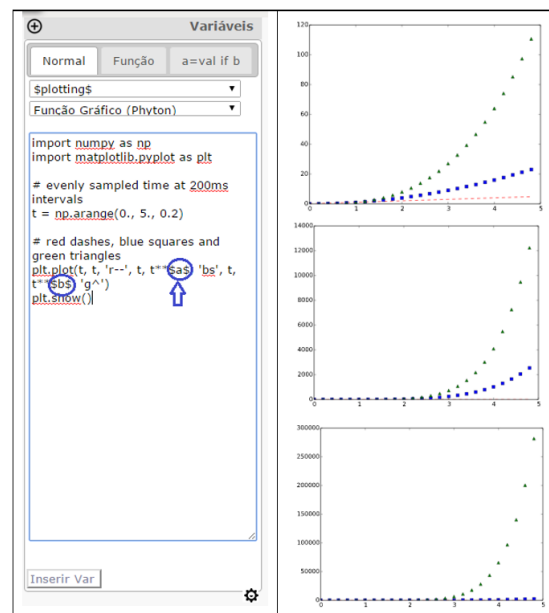 Variáveis
Normal Função a=val if b
$plotting$
Função Gráfico (Phyton)
import numpy as np
import matplotlib.pyplot as plt
# evenly sampled time at 200ms
intervals
t = np.arange(0., 5., 0.2)
# red dashes, blue squares and
green triangles
plt.plot(t, t, 'r--', t, t**$a$, 'bs', t,
t**$b$, 'g^')
plt.show()
Inserir Var
120
100
80
60
40
20
0
0 1 2 3 4 5
14000
12000
10000
8000
6000
4000
2000
0
0 1 2 3 4 5
300000
250000
200000
150000
100000
50000
0
0 1 2 3 4 5